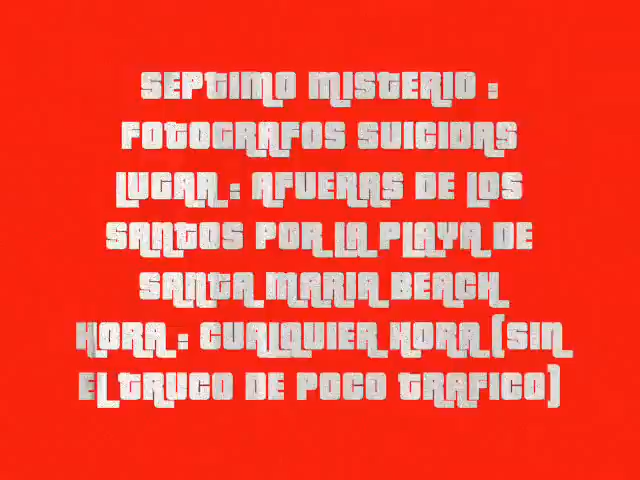 SEPTIMO MISTERIO :
FOTOGRAFOS SUICIDAS
LUGAR : AFUERAS DE LOS
SANTOS POR LA PLAYA DE
SANTA MARIA BEACH
HORA : CUALQUIER HORA (SIN
EL TRUCO DE POCO TRAFICO)